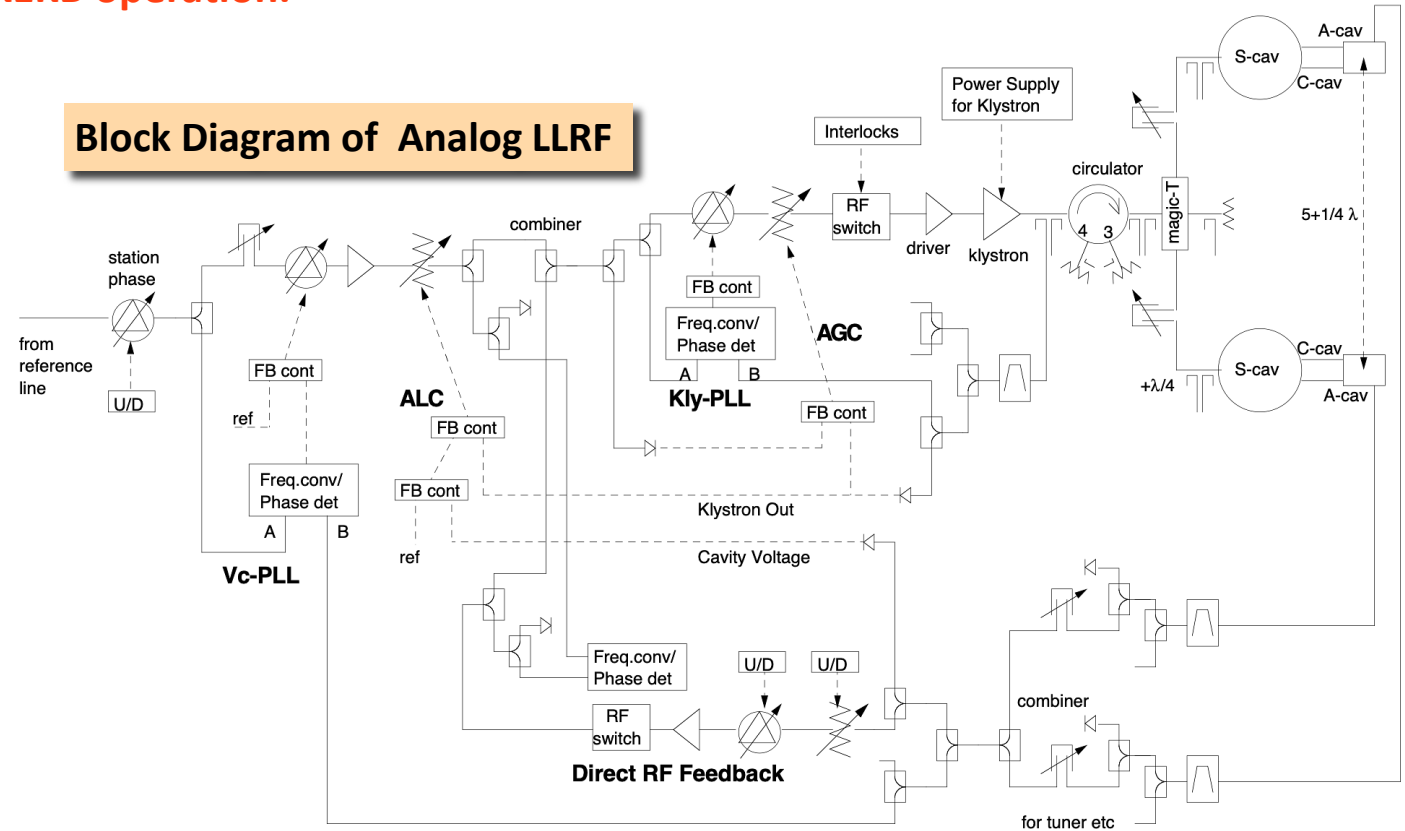 Block Diagram of Analog LLRF
A-cav
S-cav
C-cav
Power Supply
for Klystron
Interlocks
circulator
RF
switch
driver
klystron
4 3
magic-T
5+1/4 λ
combiner
station
phase
from
reference
line
U/D
FB cont
ref
Freq.conv/
Phase det
A
B
Vc-PLL
ALC
FB cont
FB cont
ref
FB cont
Freq.conv/
Phase det
A
B
Kly-PLL
AGC
FB cont
Klystron Out
Cavity Voltage
C-cav
S-cav
A-cav
+λ/4
Freq.conv/
Phase det
U/D
U/D
RF
switch
Direct RF Feedback
combiner
for tuner etc